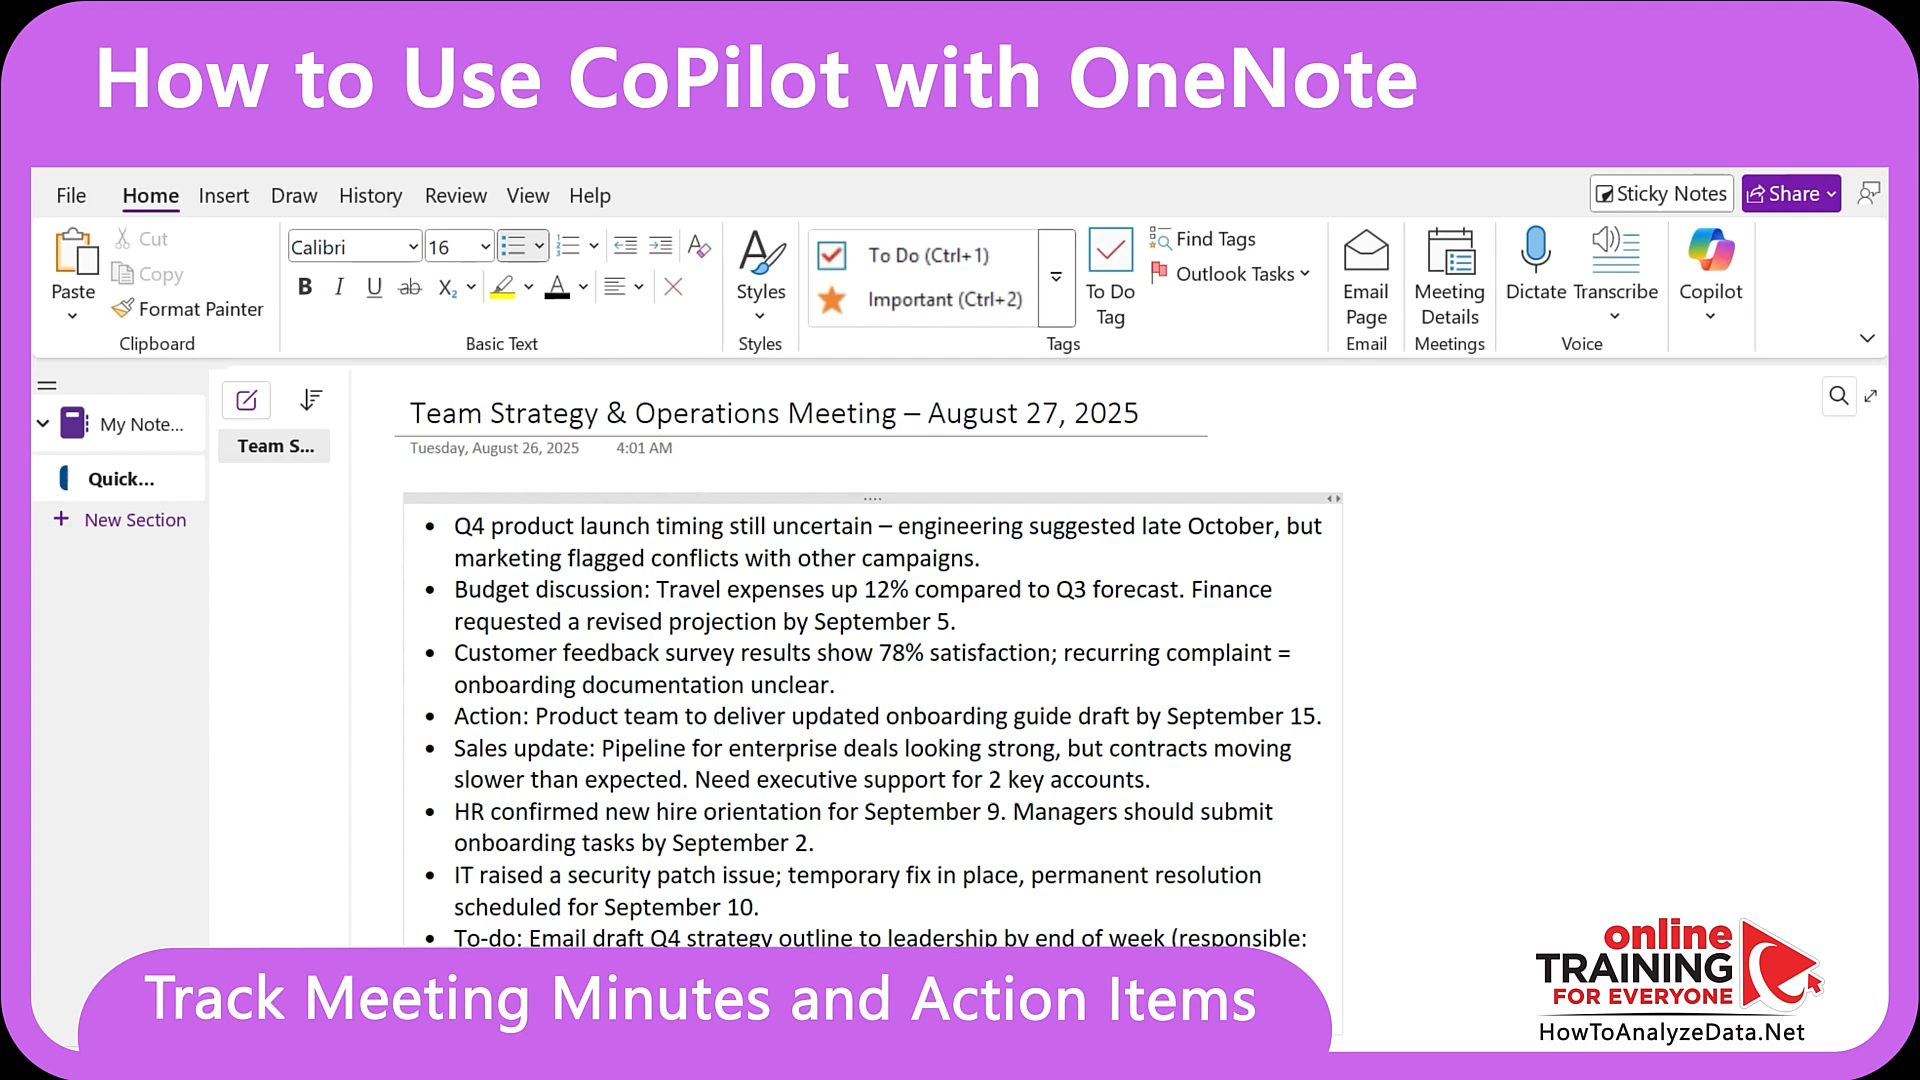 How to Use CoPilot with OneNote
File Home Insert Draw History Review View Help
Sticky Notes Share
Paste
Cut
Copy
Format Painter
Clipboard
Calibri 16
B I U ab X₂ A
Basic Text
A
Styles
Styles
To Do (Ctrl+1)
Important (Ctrl+2)
To Do
Tag
Find Tags
Outlook Tasks
Tags
Email
Page
Email
Meeting
Details
Meetings
Dictate Transcribe
Voice
Copilot
My Note...
Quick...
+ New Section
Team S...
Team Strategy & Operations Meeting – August 27, 2025
Tuesday, August 26, 2025 4:01 AM
• Q4 product launch timing still uncertain – engineering suggested late October, but
marketing flagged conflicts with other campaigns.
• Budget discussion: Travel expenses up 12% compared to Q3 forecast. Finance
requested a revised projection by September 5.
• Customer feedback survey results show 78% satisfaction; recurring complaint =
onboarding documentation unclear.
• Action: Product team to deliver updated onboarding guide draft by September 15.
• Sales update: Pipeline for enterprise deals looking strong, but contracts moving
slower than expected. Need executive support for 2 key accounts.
• HR confirmed new hire orientation for September 9. Managers should submit
onboarding tasks by September 2.
• IT raised a security patch issue; temporary fix in place, permanent resolution
scheduled for September 10.
• To-do: Email draft Q4 strategy outline to leadership by end of week (responsible:
Track Meeting Minutes and Action Items
online
TRAINING
FOR EVERYONE
HowToAnalyzeData.Net